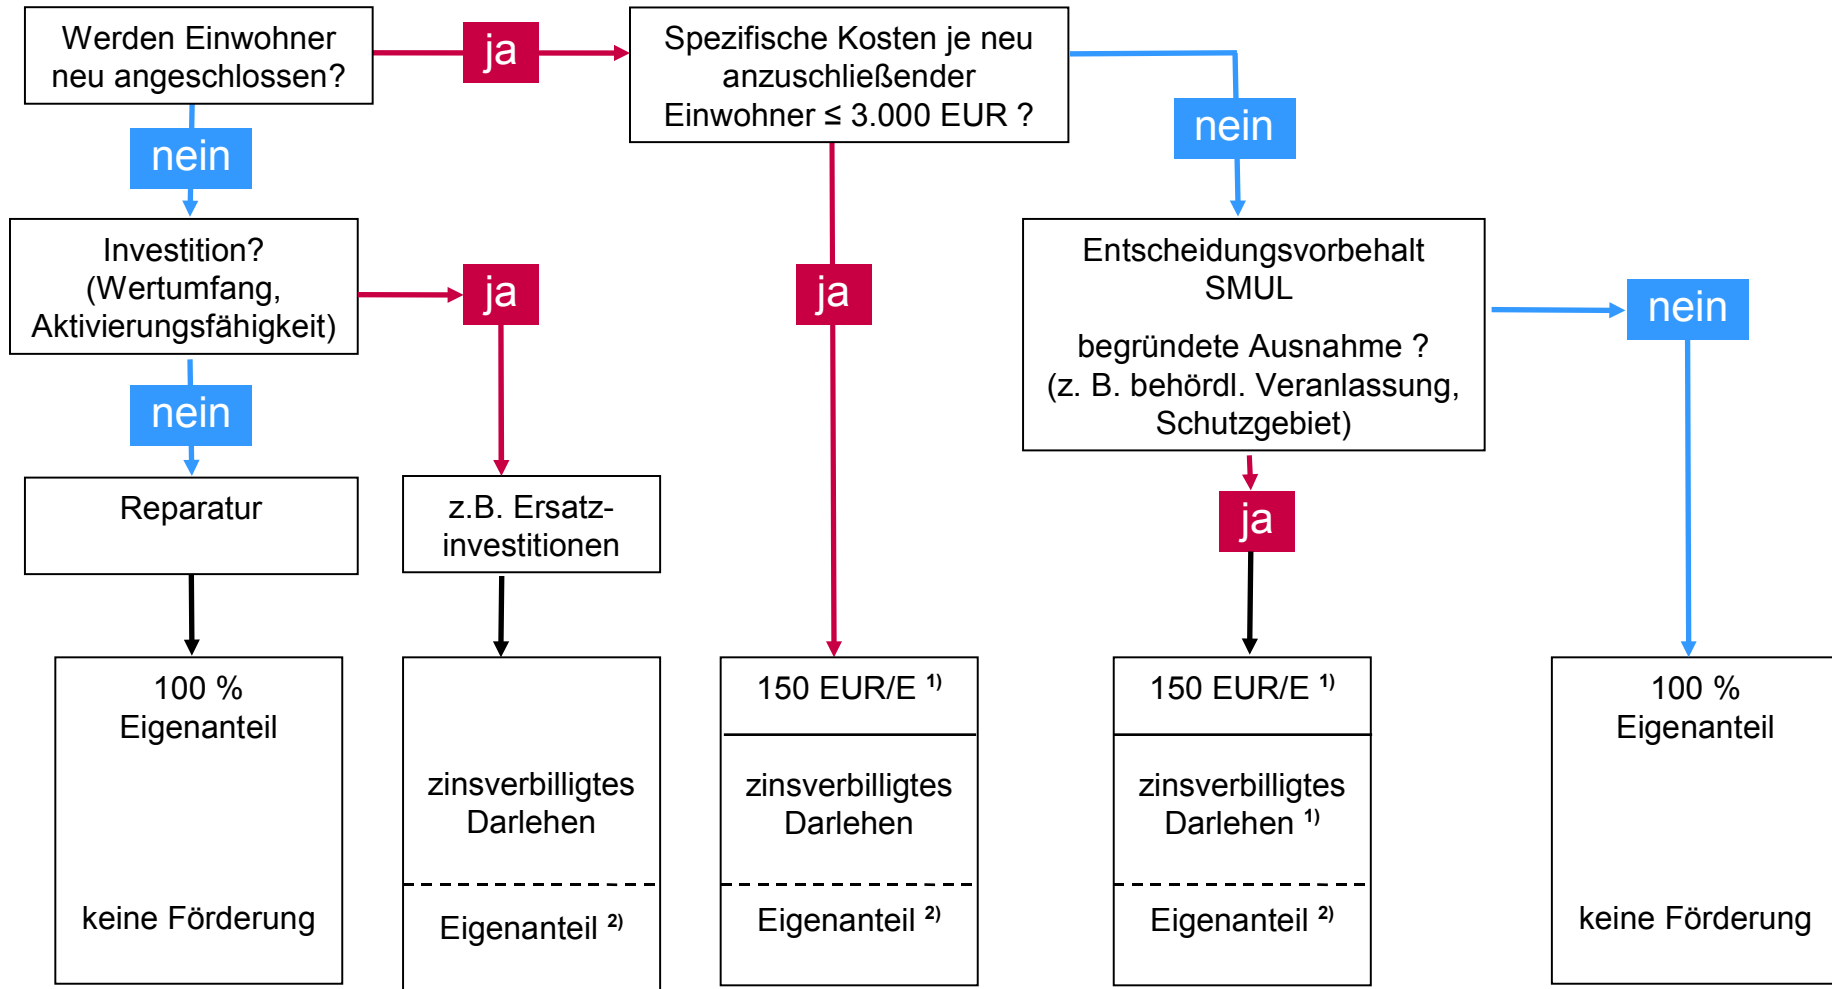 Werden Einwohner
neu angeschlossen?
ja
Spezifische Kosten je neu
anzuschließender
Einwohner ≤ 3.000 EUR ?
nein
nein
Investition?
(Wertumfang,
Aktivierungsfähigkeit)
ja
ja
Entscheidungsvorbehalt
SMUL
begründete Ausnahme ?
(z. B. behördl. Veranlassung,
Schutzgebiet)
nein
nein
Reparatur
z.B. Ersatz-
investitionen
ja
100 %
Eigenanteil
keine Förderung
zinsverbilligtes
Darlehen
Eigenanteil 2)
150 EUR/E 1)
zinsverbilligtes
Darlehen
Eigenanteil 2)
150 EUR/E 1)
zinsverbilligtes
Darlehen 1)
Eigenanteil 2)
100 %
Eigenanteil
keine Förderung